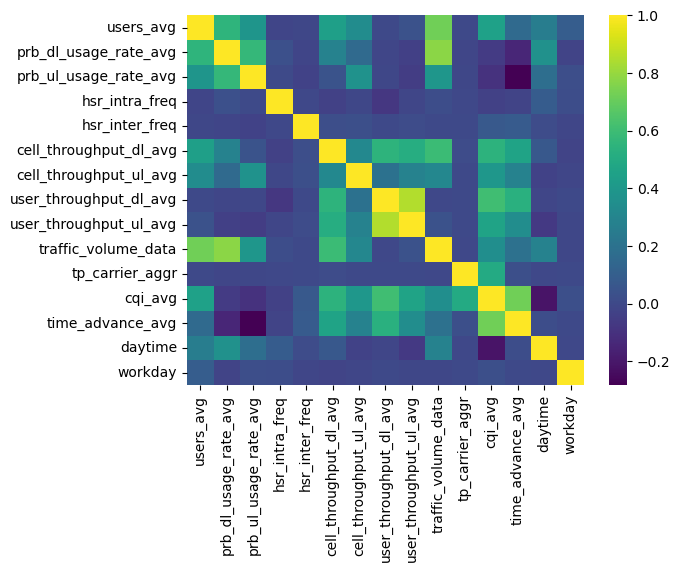 users_avg
prb_dl_usage_rate_avg
prb_ul_usage_rate_avg
hsr_intra_freq
hsr_inter_freq
cell_throughput_dl_avg
cell_throughput_ul_avg
user_throughput_dl_avg
user_throughput_ul_avg
traffic_volume_data
tp_carrier_aggr
cqi_avg
time_advance_avg
daytime
workday
users_avg
prb_dl_usage_rate_avg
prb_ul_usage_rate_avg
hsr_intra_freq
hsr_inter_freq
cell_throughput_dl_avg
cell_throughput_ul_avg
user_throughput_dl_avg
user_throughput_ul_avg
traffic_volume_data
tp_carrier_aggr
cqi_avg
time_advance_avg
daytime
workday
1.0
0.8
0.6
0.4
0.2
0.0
−0.2